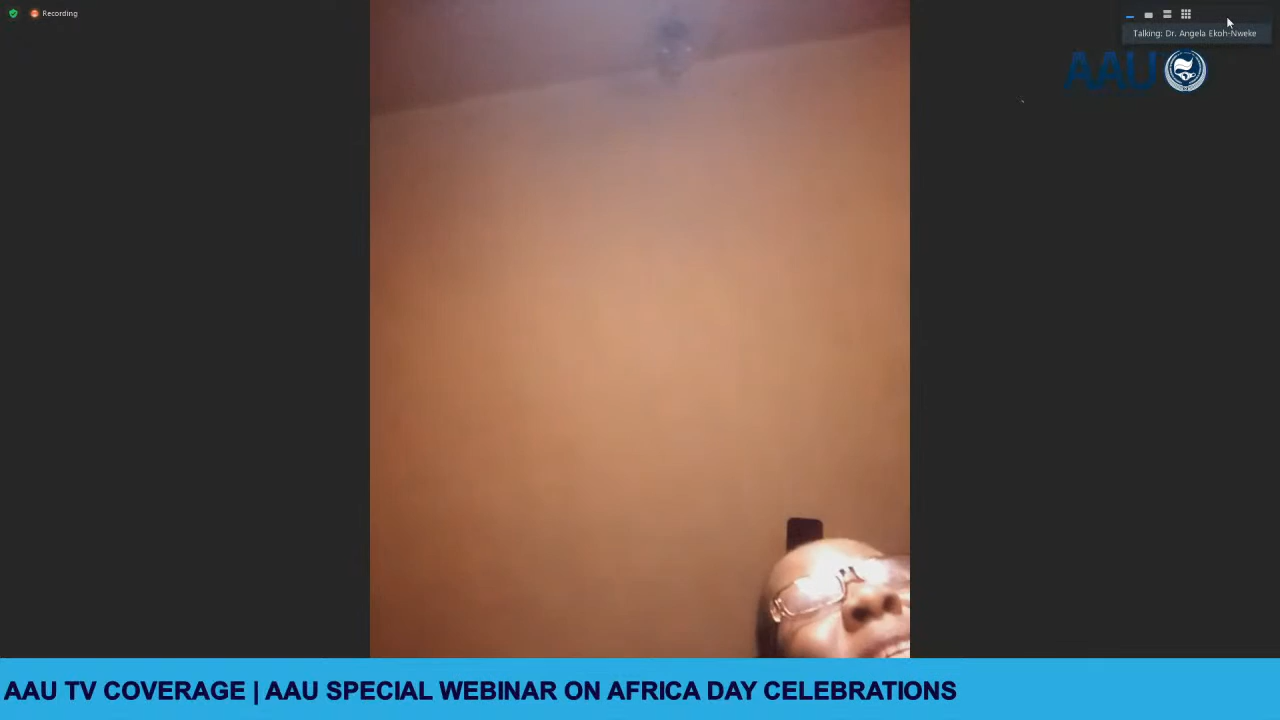 Recording
Talking: Dr. Angela Ekoh-Nweke
AAU
AAU TV COVERAGE | AAU SPECIAL WEBINAR ON AFRICA DAY CELEBRATIONS